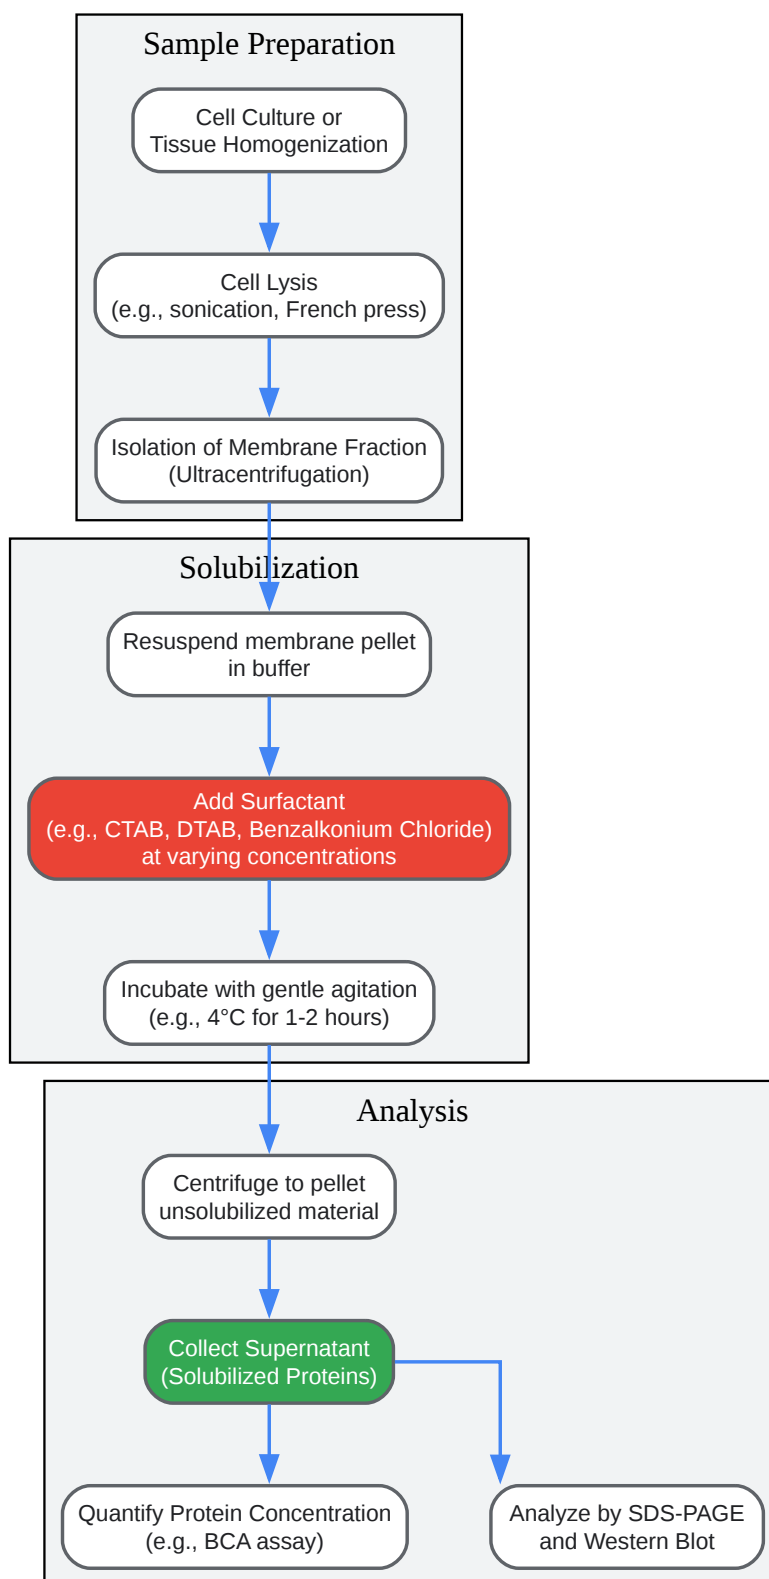 Sample Preparation
Cell Culture or
Tissue Homogenization
Cell Lysis
(e.g., sonication, French press)
Isolation of Membrane Fraction
(Ultracentrifugation)
Solubilization
Resuspend membrane pellet
in buffer
Add Surfactant
(e.g., CTAB, DTAB, Benzalkonium Chloride)
at varying concentrations
Incubate with gentle agitation
(e.g., 4°C for 1-2 hours)
Analysis
Centrifuge to pellet
unsolubilized material
Collect Supernatant
(Solubilized Proteins)
Quantify Protein Concentration
(e.g., BCA assay)
Analyze by SDS-PAGE
and Western Blot